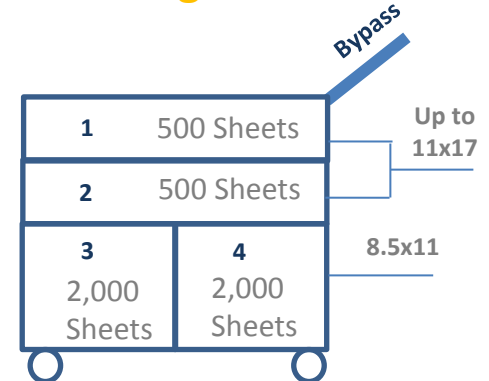 Bypass
1 500 Sheets
Up to
11x17
2 500 Sheets
8.5x11
3
2,000
Sheets
4
2,000
Sheets